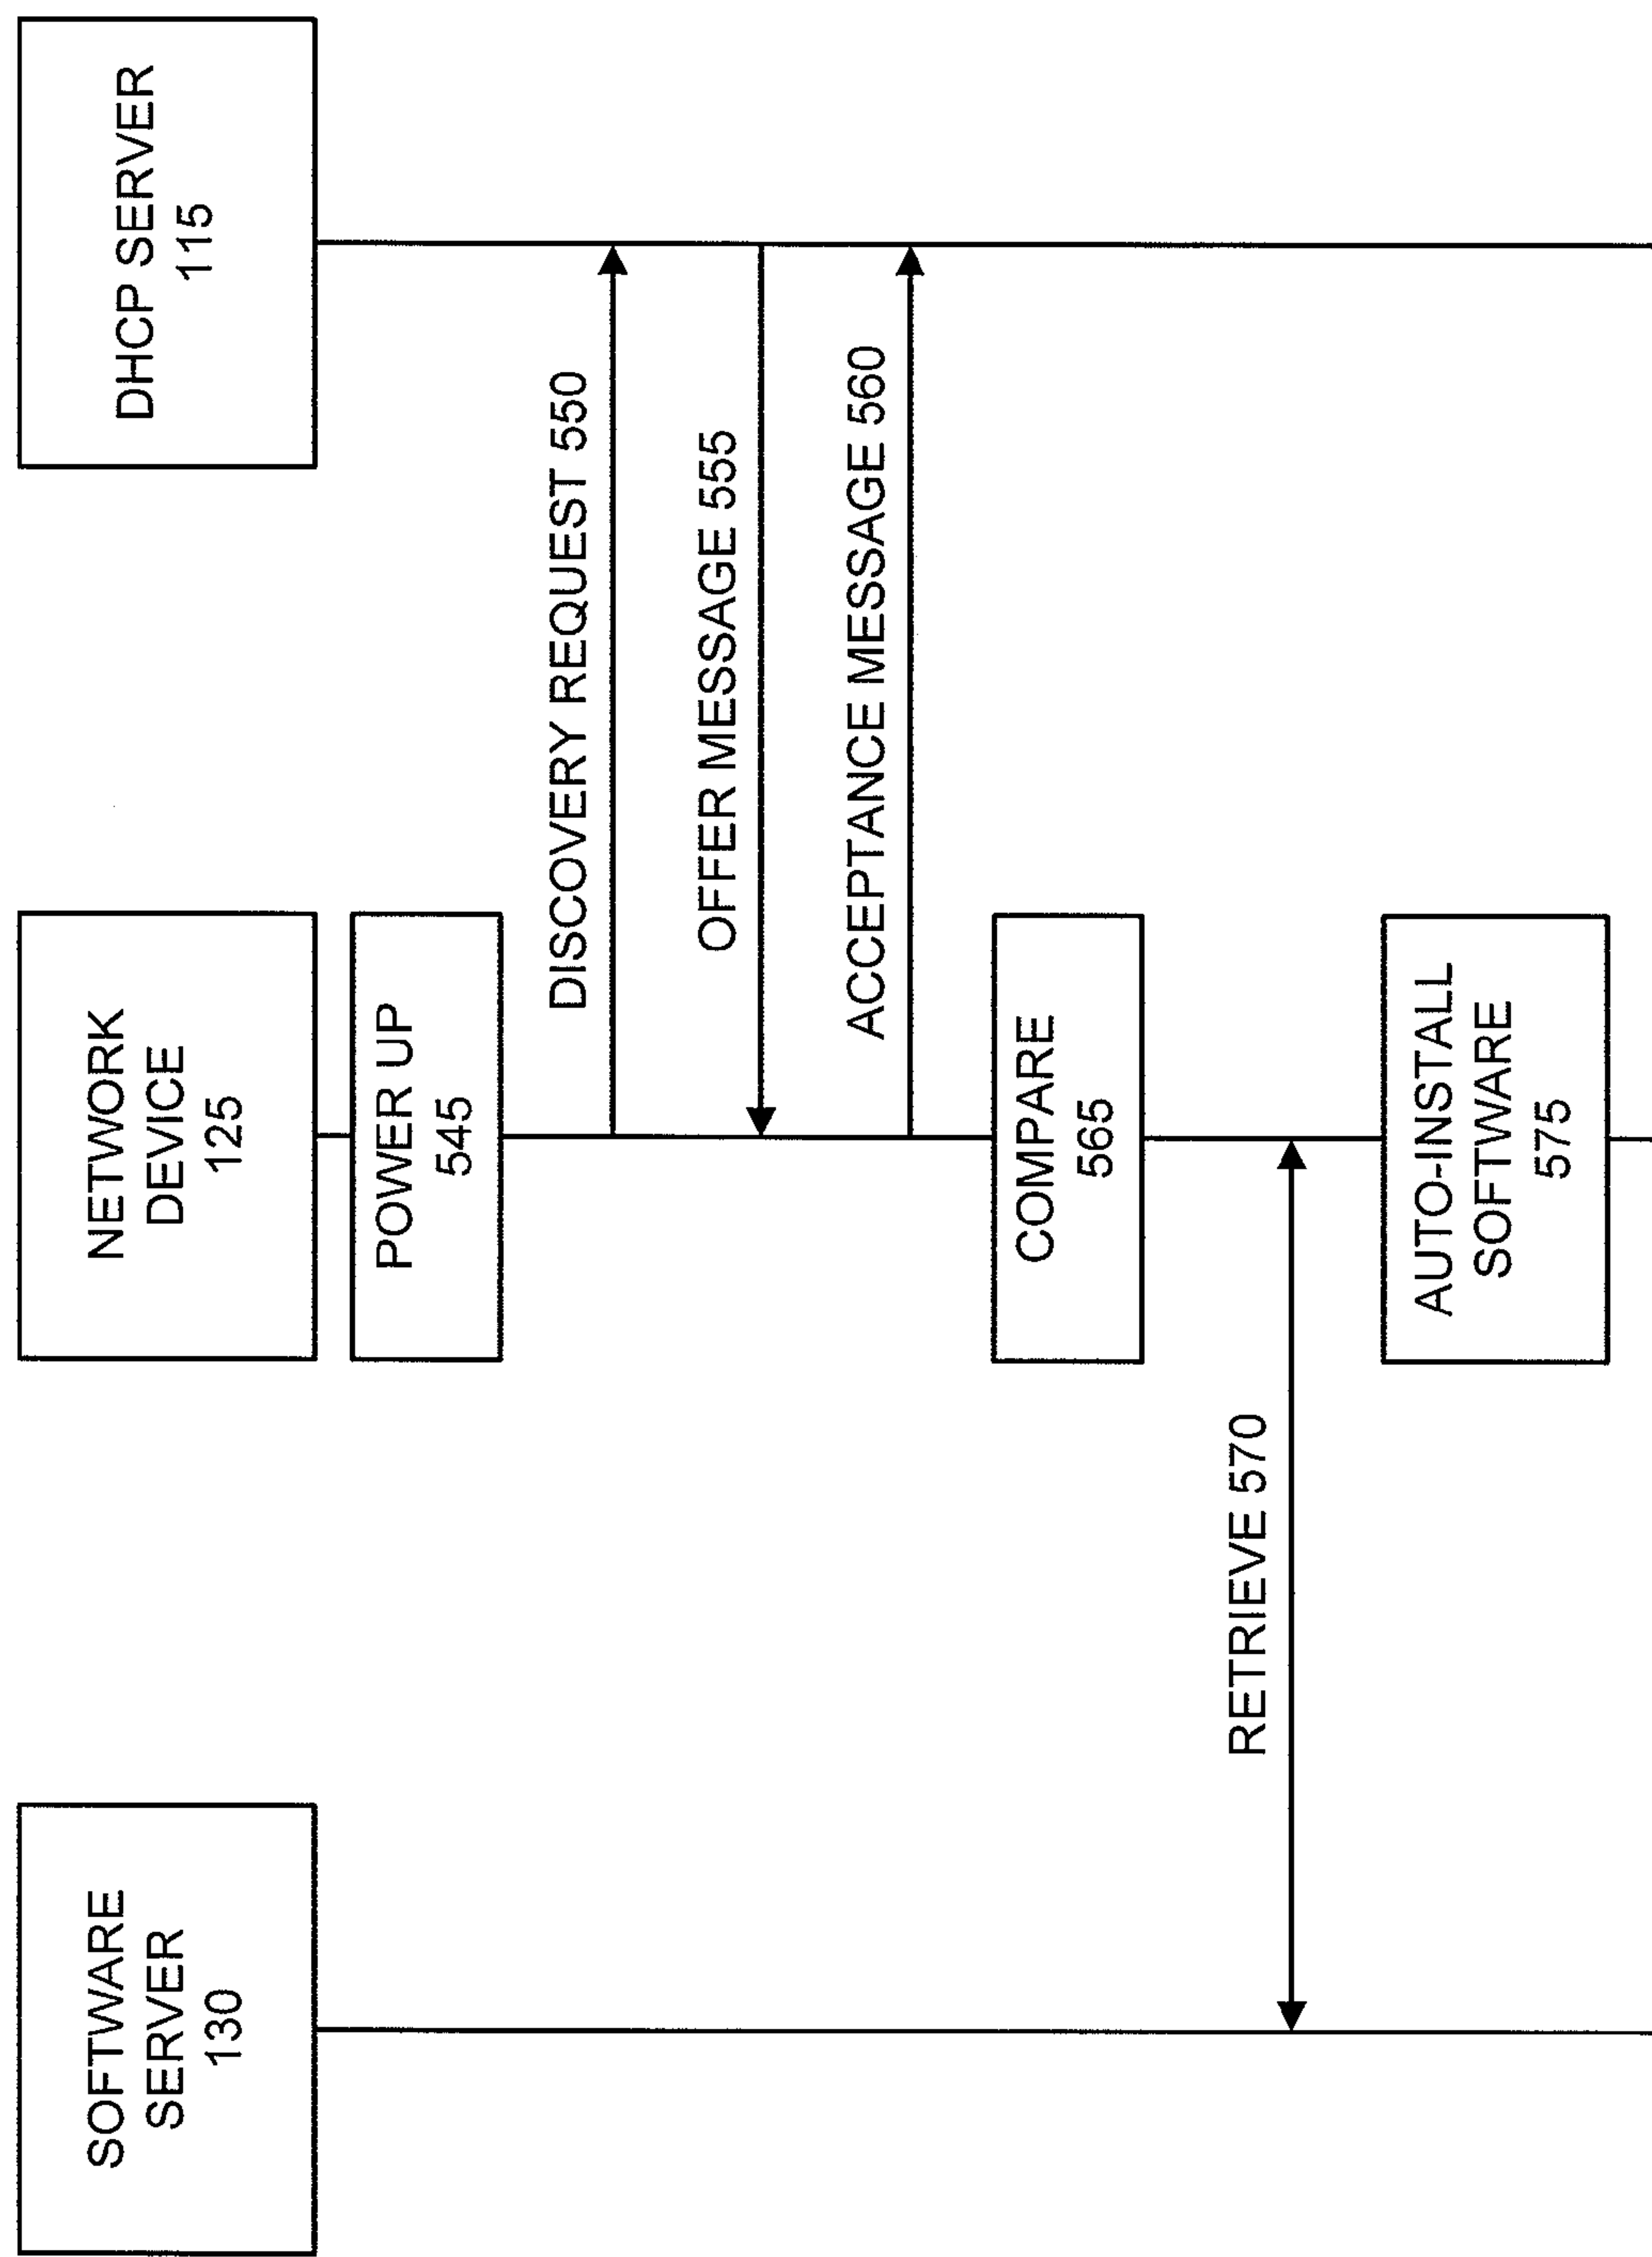 SOFTWARE
SERVER
130
NETWORK
DEVICE
125
DHCP SERVER
115
POWER UP
545
DISCOVERY REQUEST 550
OFFER MESSAGE 555
ACCEPTANCE MESSAGE 560
COMPARE
565
RETRIEVE 570
AUTO-INSTALL
SOFTWARE
575